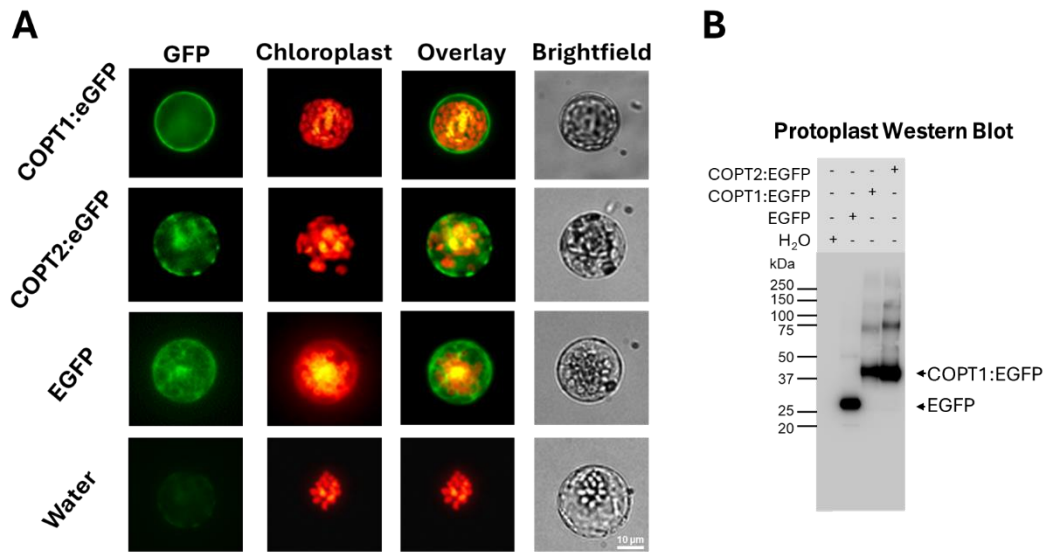 A
GFP Chloroplast Overlay Brightfield
COPT1:eGFP
COPT2:eGFP
EGFP
Water
10 µm
B
Protoplast Western Blot
COPT2:EGFP - - - +
COPT1:EGFP - - + -
EGFP - + - -
H2O + - - -
kDa
250
150
100
75
50
37
25
20
COPT1:EGFP
EGFP